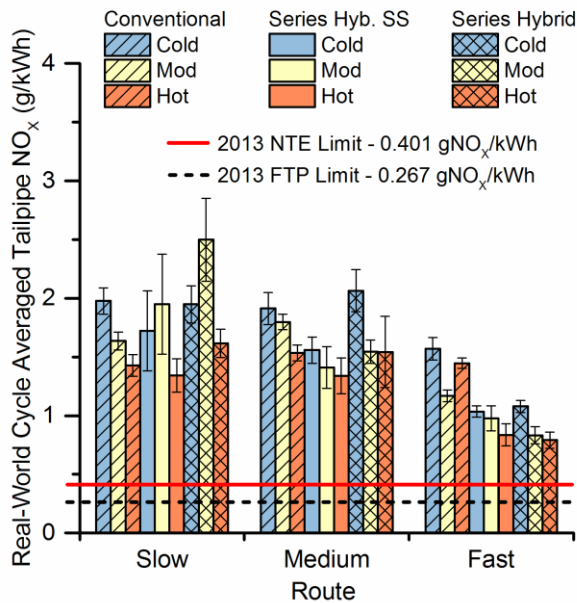 Conventional Series Hyb. SS Series Hybrid
Cold Cold Cold
Mod Mod Mod
Hot Hot Hot
2013 NTE Limit - 0.401 gNOX/kWh
2013 FTP Limit - 0.267 gNOX/kWh
Real-World Cycle Averaged Tailpipe NOX (g/kWh)
4
3
2
1
0
Slow Medium Fast
Route